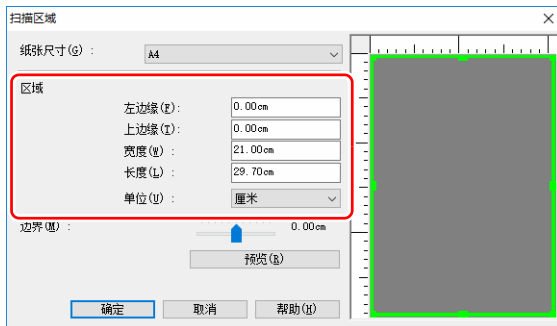 扫描区域
纸张尺寸(G) : A4
区域
左边缘(F): 0.00cm
上边缘(T): 0.00cm
宽度(W) : 21.00cm
长度(L) : 29.70cm
单位(U) : 厘米
边界(M) : 0.00cm
预览(R)
确定 取消 帮助(H)